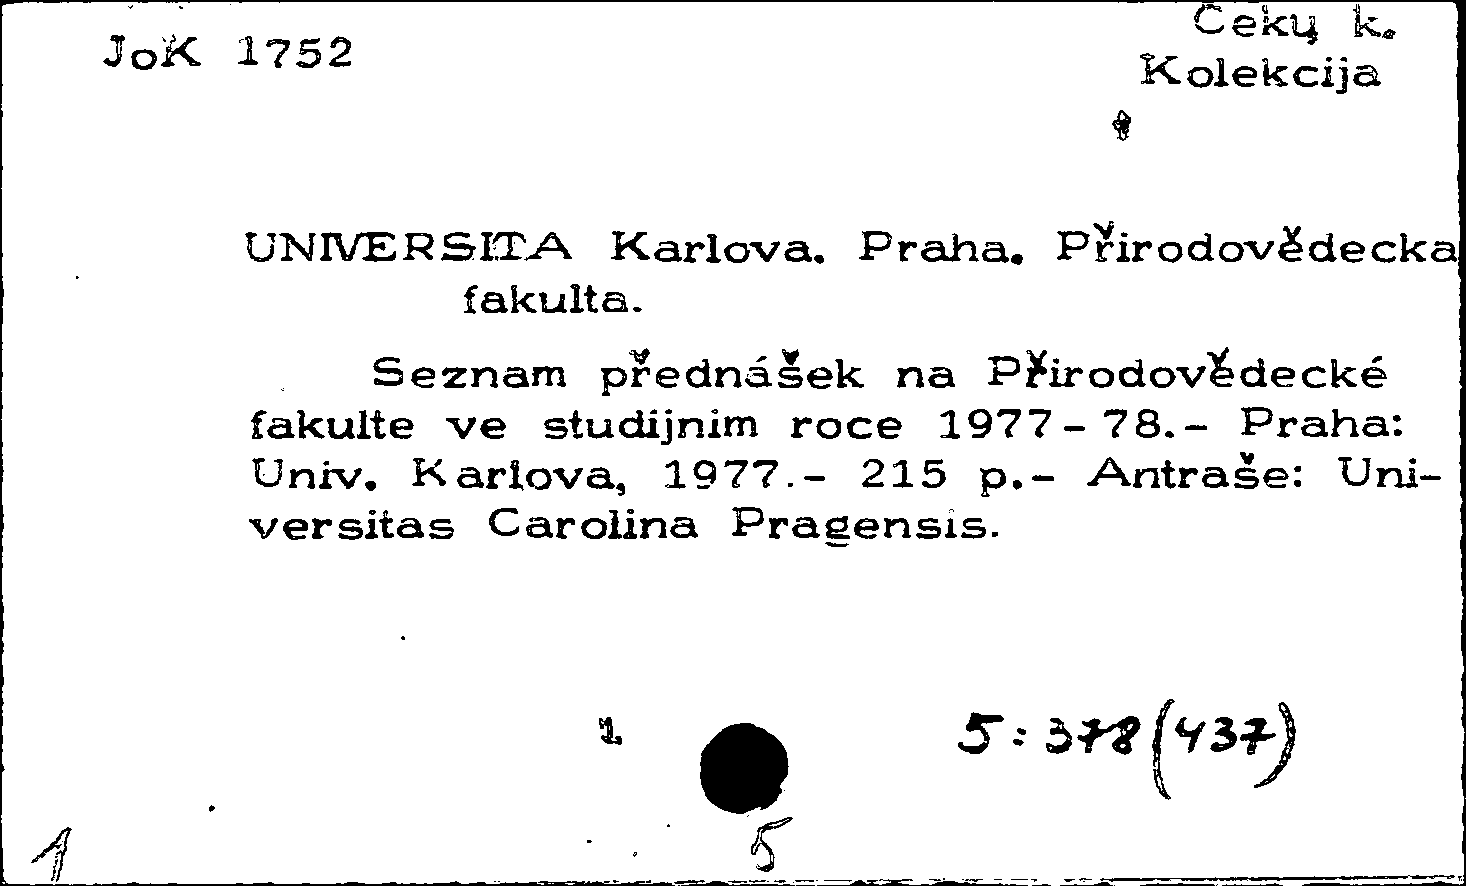 Čekų k.
JoK 1752
Kolekcija
UNIVERSITA Karlova. Praha. Přirodovědecka
fakulta.
Seznam přednášek na Přirodovědecké
fakulte ve studijnim roce 1977-78.- Praha:
Univ. Karlova, 1977.- 215 p.- Antraše: Uni-
versitas Carolina Pragensis.
1.
5:378(437)
5
1